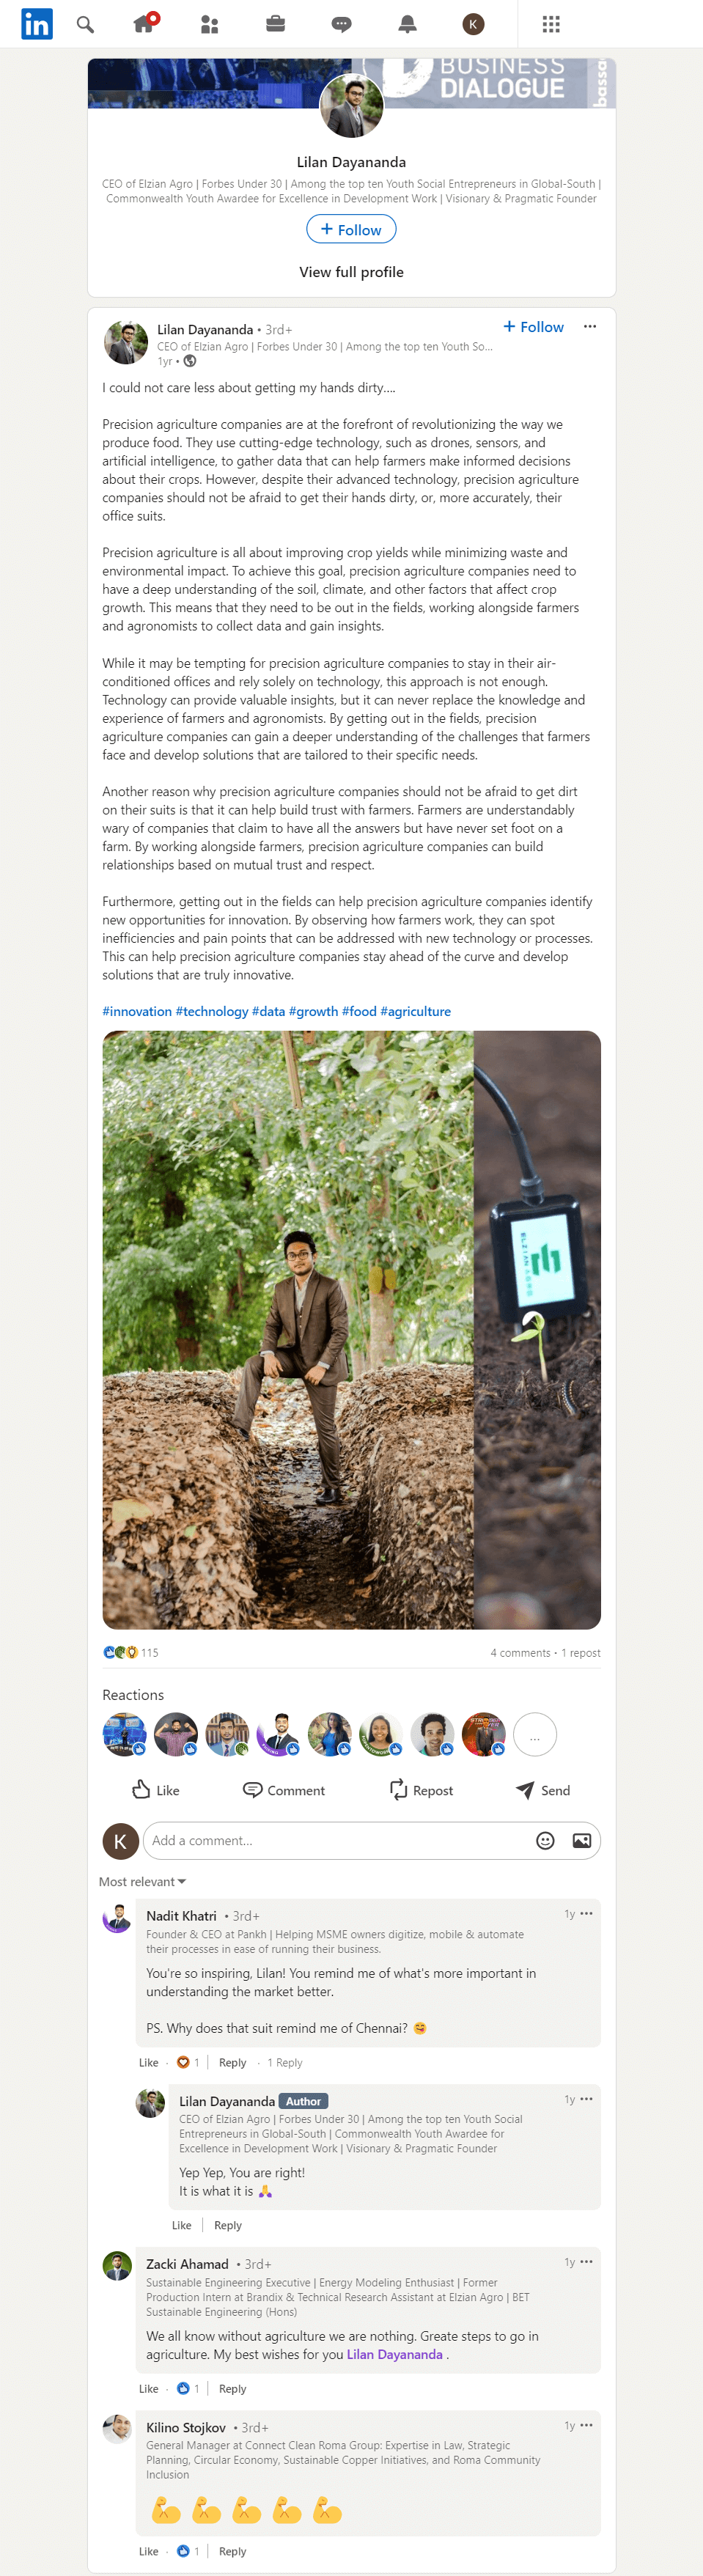 in
K
BUSINESS
DIALOGUE
bassa
Lilan Dayananda
CEO of Elzian Agro | Forbes Under 30 | Among the top ten Youth Social Entrepreneurs in Global-South |
Commonwealth Youth Awardee for Excellence in Development Work | Visionary & Pragmatic Founder
+ Follow
View full profile
Lilan Dayananda • 3rd+
+ Follow
CEO of Elzian Agro | Forbes Under 30 | Among the top ten Youth So...
1yr •
I could not care less about getting my hands dirty....
Precision agriculture companies are at the forefront of revolutionizing the way we
produce food. They use cutting-edge technology, such as drones, sensors, and
artificial intelligence, to gather data that can help farmers make informed decisions
about their crops. However, despite their advanced technology, precision agriculture
companies should not be afraid to get their hands dirty, or, more accurately, their
office suits.
Precision agriculture is all about improving crop yields while minimizing waste and
environmental impact. To achieve this goal, precision agriculture companies need to
have a deep understanding of the soil, climate, and other factors that affect crop
growth. This means that they need to be out in the fields, working alongside farmers
and agronomists to collect data and gain insights.
While it may be tempting for precision agriculture companies to stay in their air-
conditioned offices and rely solely on technology, this approach is not enough.
Technology can provide valuable insights, but it can never replace the knowledge and
experience of farmers and agronomists. By getting out in the fields, precision
agriculture companies can gain a deeper understanding of the challenges that farmers
face and develop solutions that are tailored to their specific needs.
Another reason why precision agriculture companies should not be afraid to get dirt
on their suits is that it can help build trust with farmers. Farmers are understandably
wary of companies that claim to have all the answers but have never set foot on a
farm. By working alongside farmers, precision agriculture companies can build
relationships based on mutual trust and respect.
Furthermore, getting out in the fields can help precision agriculture companies identify
new opportunities for innovation. By observing how farmers work, they can spot
inefficiencies and pain points that can be addressed with new technology or processes.
This can help precision agriculture companies stay ahead of the curve and develop
solutions that are truly innovative.
#innovation #technology #data #growth #food #agriculture
ELZIAN AGRO
115
4 comments • 1 repost
Reactions
...
Like
Comment
Repost
Send
K
Add a comment...
Most relevant
Nadit Khatri • 3rd+
1y
Founder & CEO at Pankh | Helping MSME owners digitize, mobile & automate
their processes in ease of running their business.
You're so inspiring, Lilan! You remind me of what's more important in
understanding the market better.
PS. Why does that suit remind me of Chennai? 😋
Like · 1 | Reply · 1 Reply
Lilan Dayananda Author
1y
CEO of Elzian Agro | Forbes Under 30 | Among the top ten Youth Social
Entrepreneurs in Global-South | Commonwealth Youth Awardee for
Excellence in Development Work | Visionary & Pragmatic Founder
Yep Yep, You are right!
It is what it is 🙏
Like | Reply
Zacki Ahamad • 3rd+
1y
Sustainable Engineering Executive | Energy Modeling Enthusiast | Former
Production Intern at Brandix & Technical Research Assistant at Elzian Agro | BET
Sustainable Engineering (Hons)
We all know without agriculture we are nothing. Greate steps to go in
agriculture. My best wishes for you Lilan Dayananda .
Like · 1 | Reply
Kilino Stojkov • 3rd+
1y
General Manager at Connect Clean Roma Group: Expertise in Law, Strategic
Planning, Circular Economy, Sustainable Copper Initiatives, and Roma Community
Inclusion
💪 💪 💪 💪 💪
Like · 1 | Reply